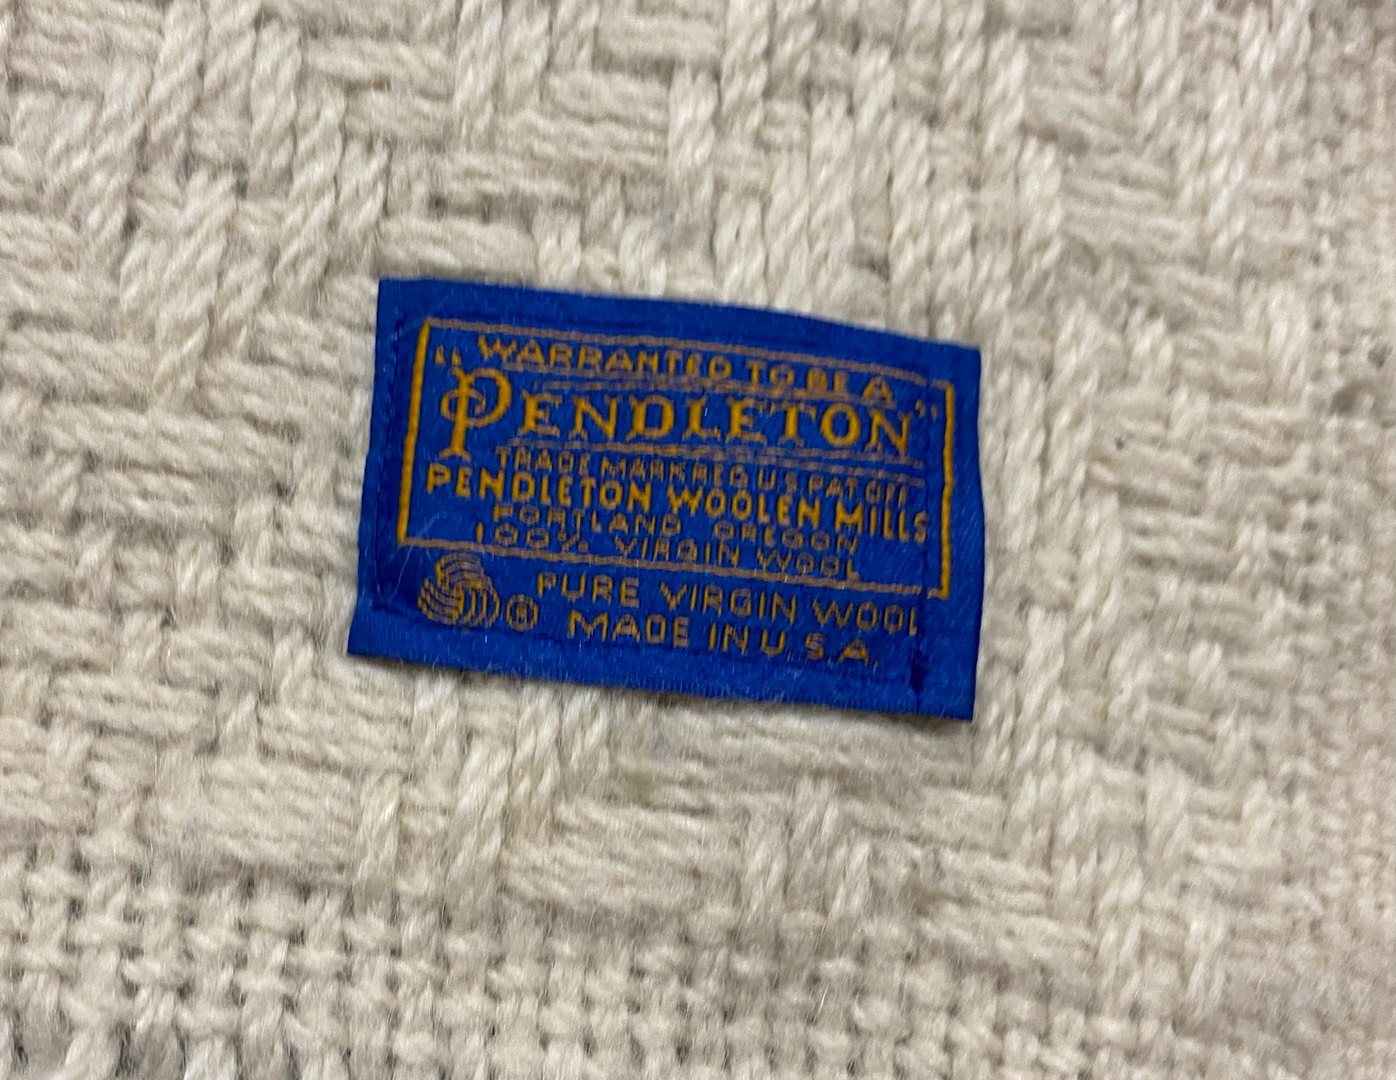 "WARRANTED TO BE A
PENDLETON"
TRADE MARK REG U.S. PAT OFF.
PENDLETON WOOLEN MILLS
PORTLAND, OREGON
100% VIRGIN WOOL
® PURE VIRGIN WOOL
MADE IN U.S.A.